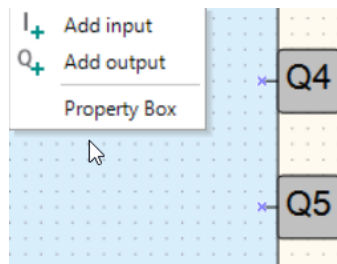 I+ Add input
Q+ Add output
Property Box
Q4
Q5